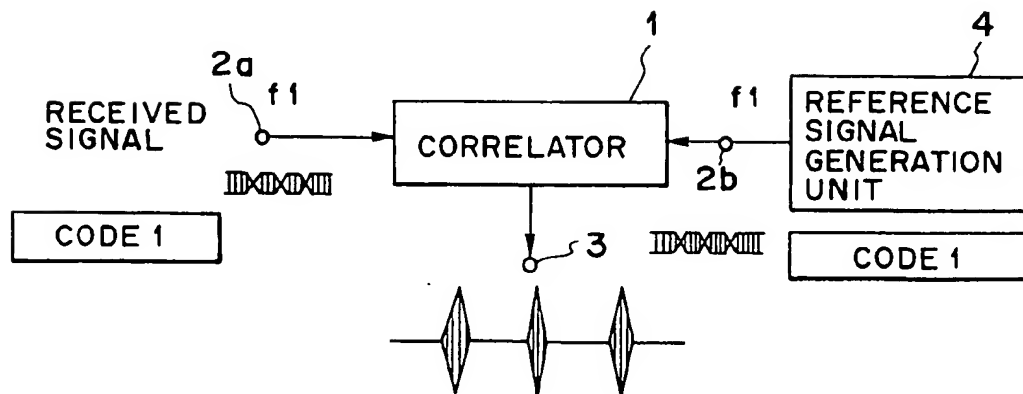 1
4
2a
f1
f1
RECEIVED
SIGNAL
CORRELATOR
REFERENCE
SIGNAL
GENERATION
UNIT
2b
3
CODE 1
CODE 1